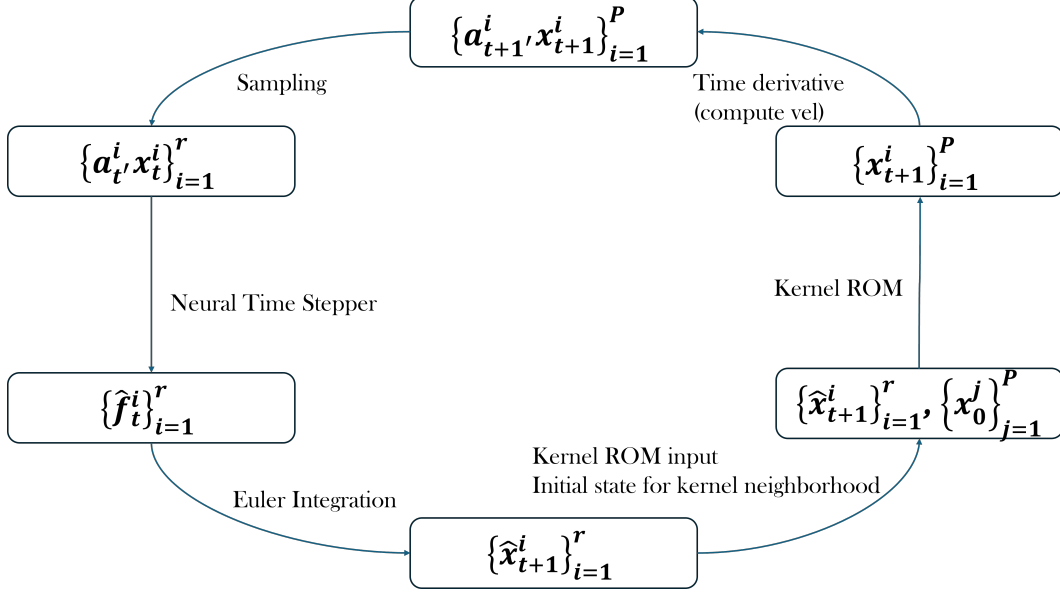 {a^i_{t+1}, x^i_{t+1}}^P_{i=1}
Sampling
Time derivative
(compute vel)
{a^i_t, x^i_t}^r_{i=1}
{x^i_{t+1}}^P_{i=1}
Neural Time Stepper
Kernel ROM
{f̂^i_t}^r_{i=1}
{x̂^i_{t+1}}^r_{i=1}, {x^j_0}^P_{j=1}
Kernel ROM input
Initial state for kernel neighborhood
Euler Integration
{x̂^i_{t+1}}^r_{i=1}